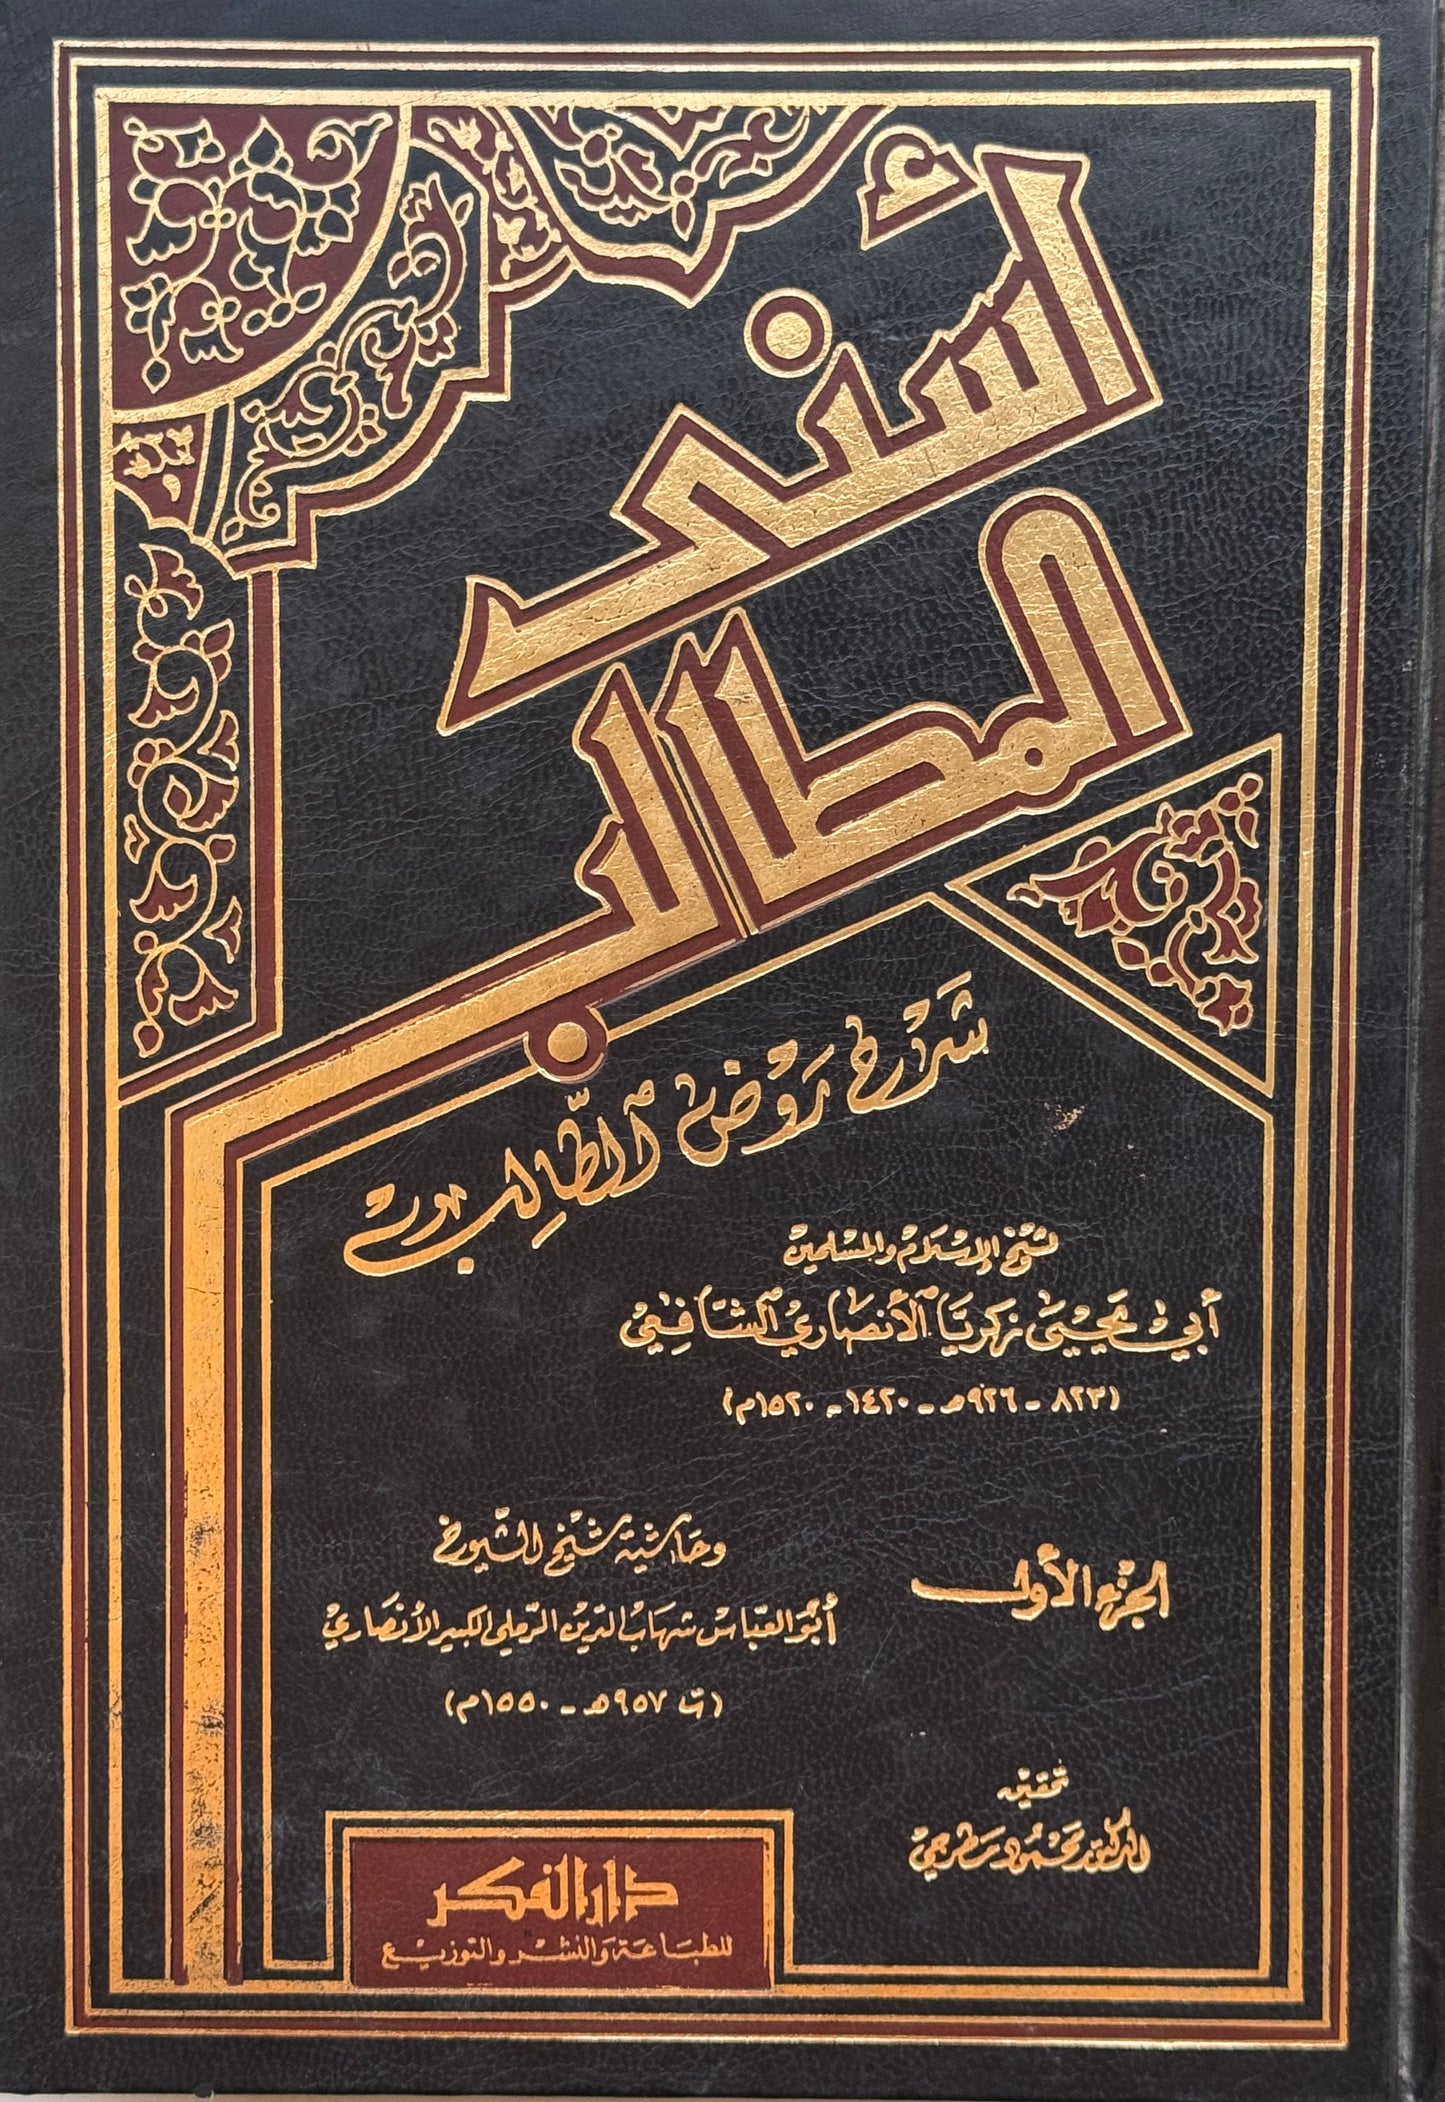 أسنى
المطالب
شرح روض الطالب
لشيخ الإسلام والمسلمين
أبي يحيى زكريا الأنصاري الشافعي
(٨٢٣ - ٩٢٦هـ - ١٤٢٠ - ١٥٢٠م)
الجزء الأول
وحاشية شيخ الشيوخ
أبو العباس شهاب الدين الرملي الكبير الأنصاري
(ت ٩٥٧هـ - ١٥٥٠م)
تحقيق
الدكتور محمود مطرجي
دار الفكر
للطباعة والنشر والتوزيع